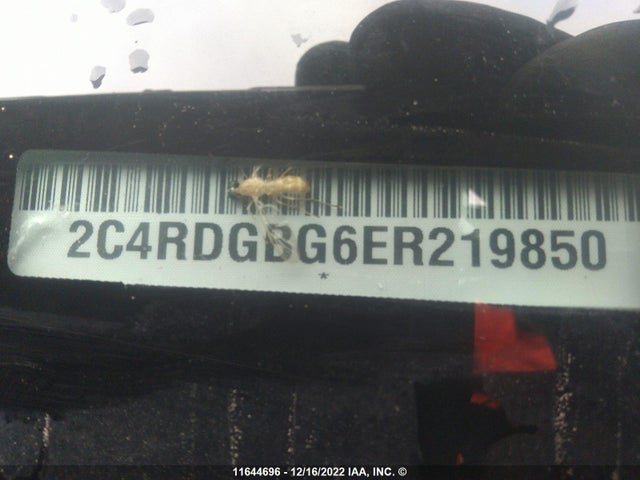 2C4RDGBG6ER219850
*
11644696 - 12/16/2022 IAA, INC. ©